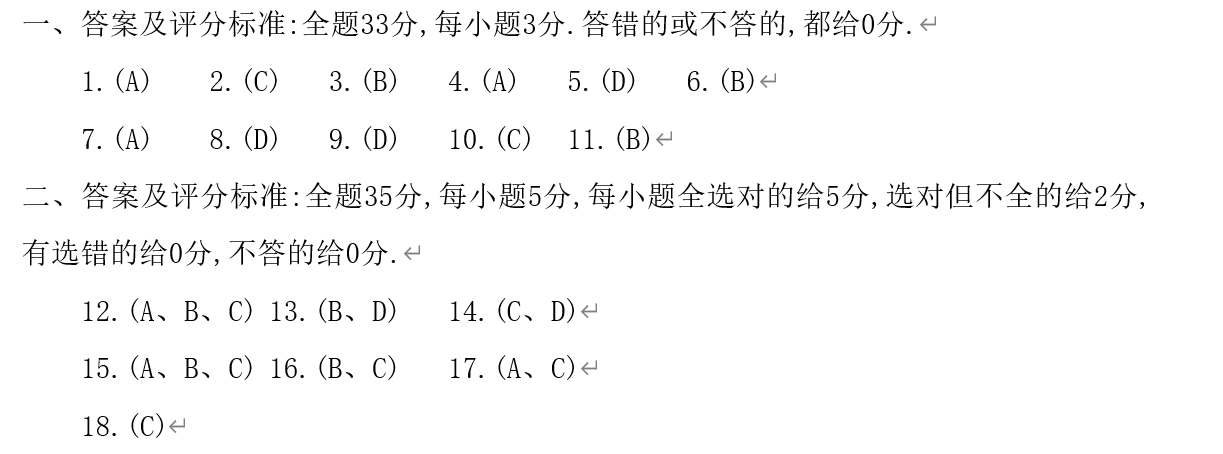 一、答案及评分标准:全题33分,每小题3分.答错的或不答的,都给0分.↵
1.(A) 2.(C) 3.(B) 4.(A) 5.(D) 6.(B)↵
7.(A) 8.(D) 9.(D) 10.(C) 11.(B)↵
二、答案及评分标准:全题35分,每小题5分,每小题全选对的给5分,选对但不全的给2分,
有选错的给0分,不答的给0分.↵
12.(A、B、C) 13.(B、D) 14.(C、D)↵
15.(A、B、C) 16.(B、C) 17.(A、C)↵
18.(C)↵